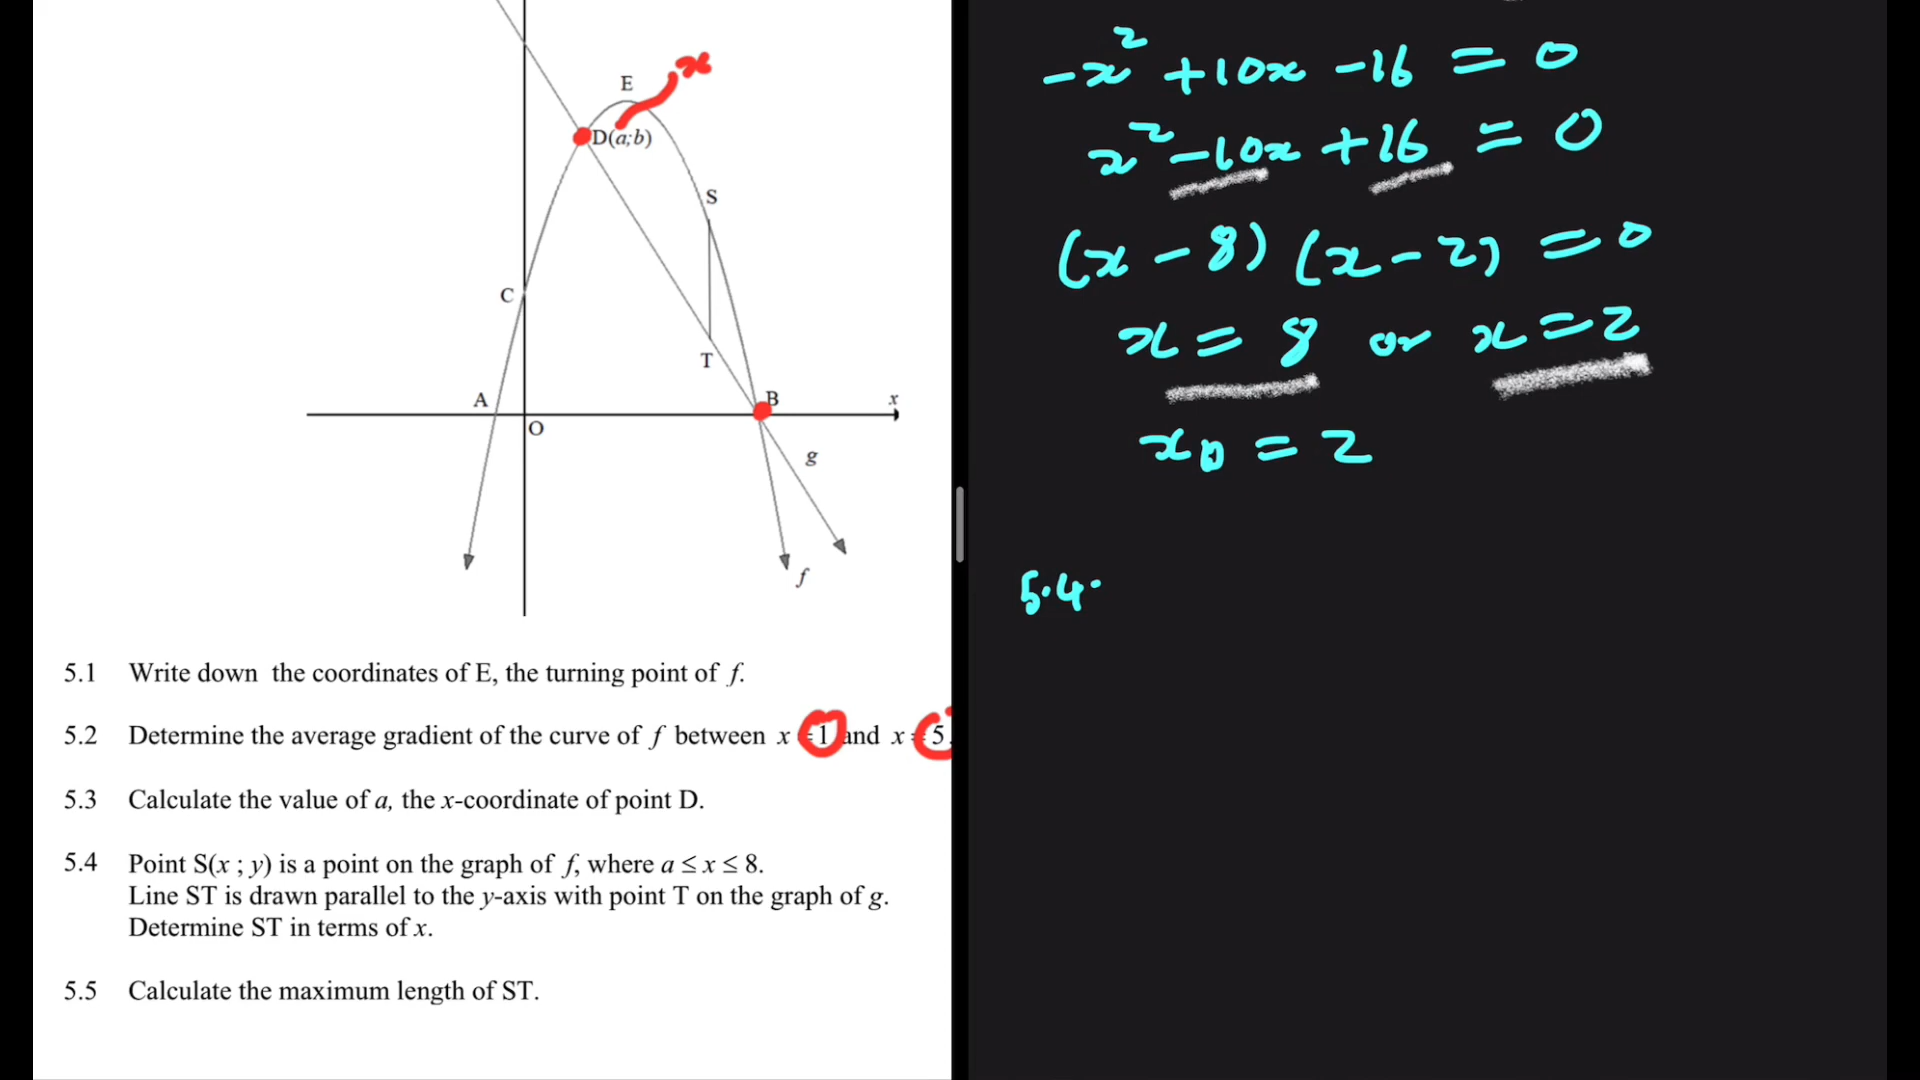 E
x
D(a;b)
S
C
T
A
B
x
O
g
f
5.1 Write down the coordinates of E, the turning point of f.
5.2 Determine the average gradient of the curve of f between x = 1 and x = 5.
5.3 Calculate the value of a, the x-coordinate of point D.
5.4 Point S(x ; y) is a point on the graph of f, where a ≤ x ≤ 8.
Line ST is drawn parallel to the y-axis with point T on the graph of g.
Determine ST in terms of x.
5.5 Calculate the maximum length of ST.
-x² + 10x - 16 = 0
x² - 10x + 16 = 0
(x - 8) (x - 2) = 0
x = 8 or x = 2
x_D = 2
5.4.